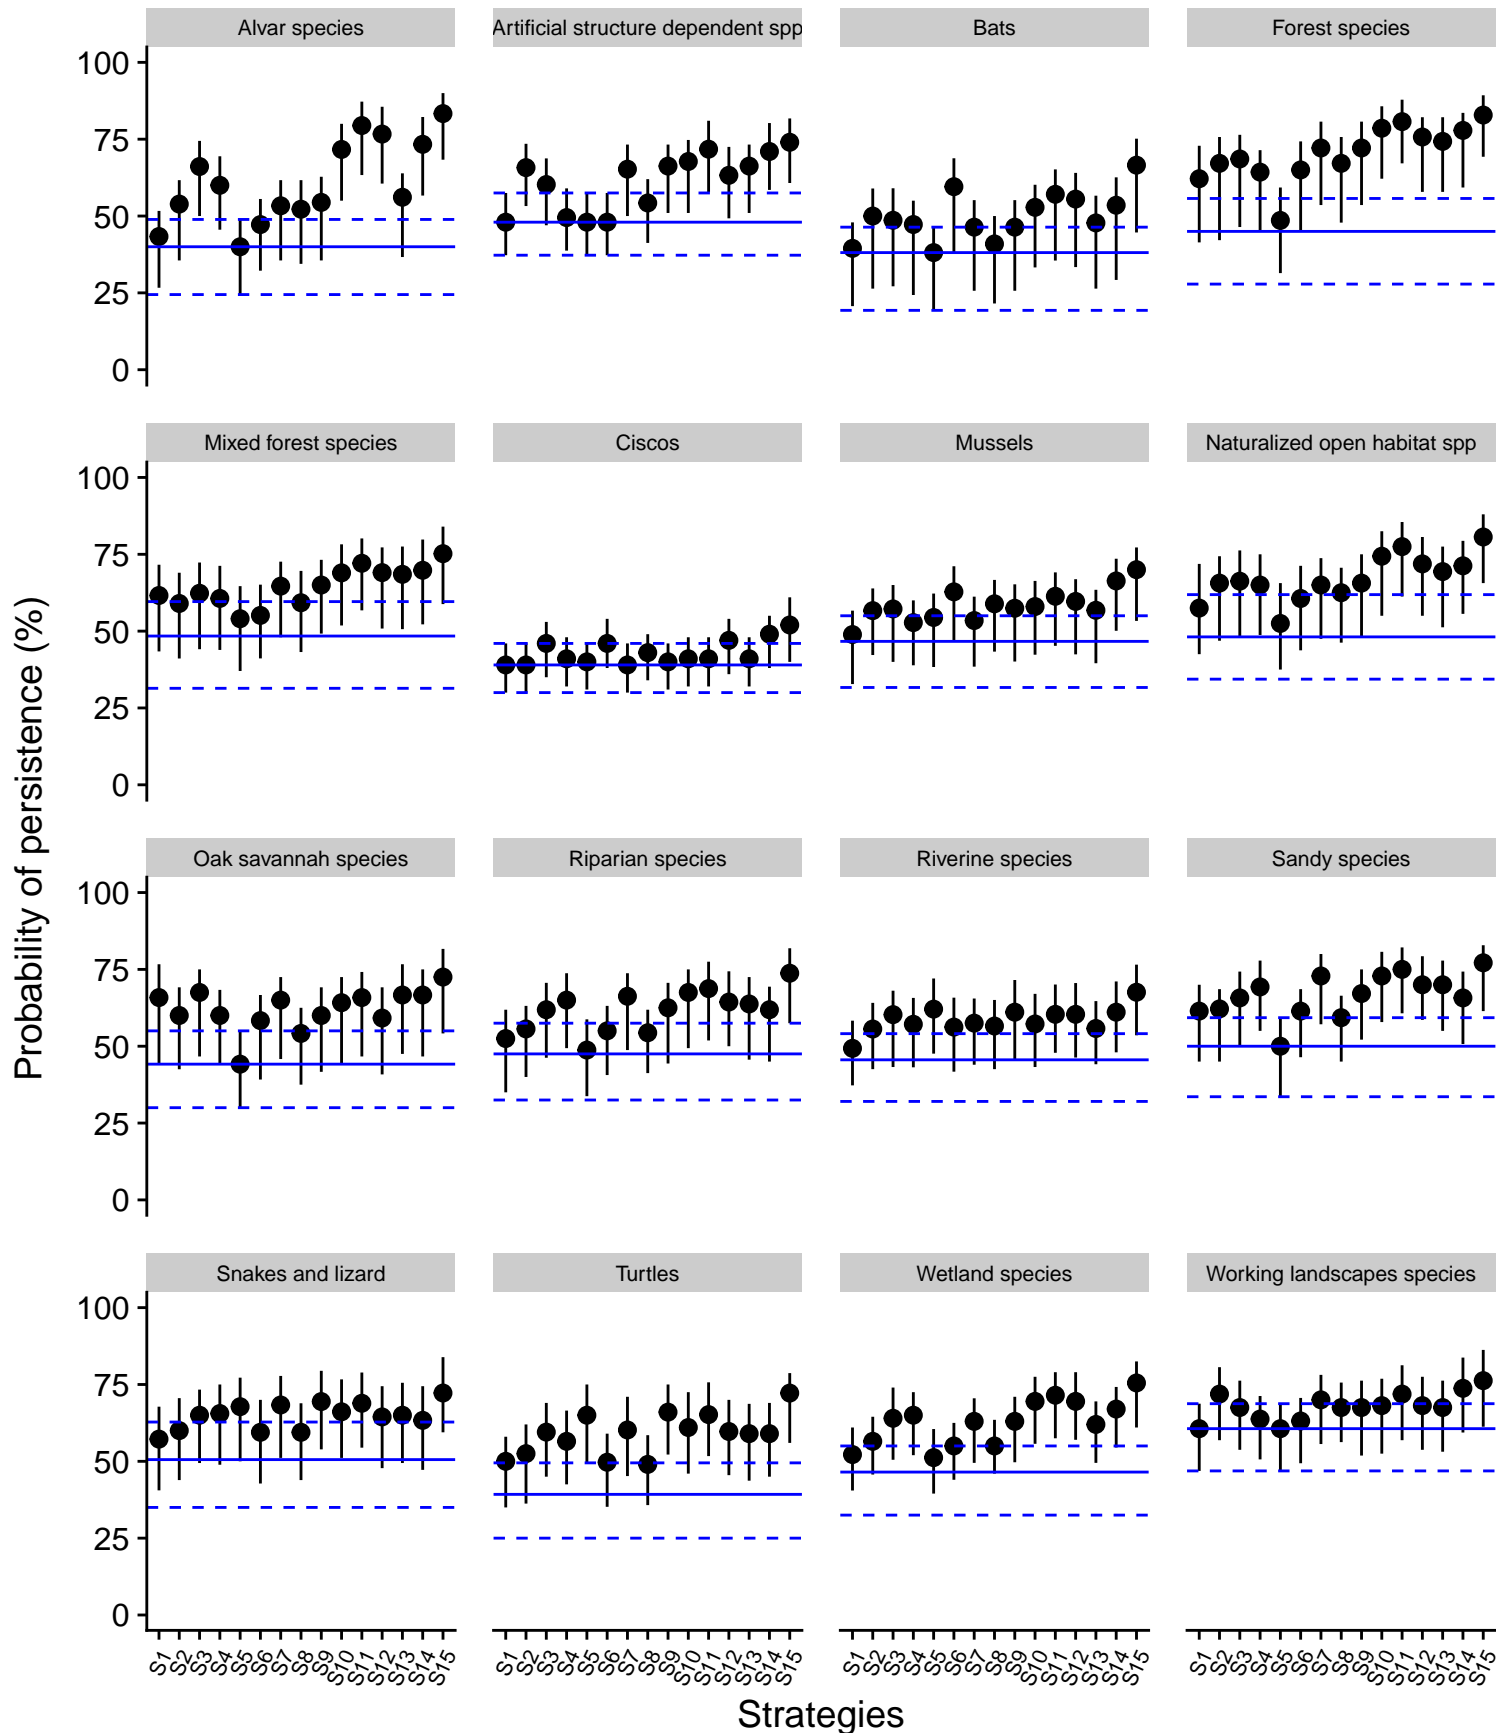 Alvar species
Artificial structure dependent spp
Bats
Forest species
100
75
50
25
0
Mixed forest species
Ciscos
Mussels
Naturalized open habitat spp
100
75
50
25
0
Probability of persistence (%)
Oak savannah species
Riparian species
Riverine species
Sandy species
100
75
50
25
0
Snakes and lizard
Turtles
Wetland species
Working landscapes species
100
75
50
25
0
S1 S2 S3 S4 S5 S6 S7 S8 S9 S10 S11 S12 S13 S14 S15
S1 S2 S3 S4 S5 S6 S7 S8 S9 S10 S11 S12 S13 S14 S15
S1 S2 S3 S4 S5 S6 S7 S8 S9 S10 S11 S12 S13 S14 S15
S1 S2 S3 S4 S5 S6 S7 S8 S9 S10 S11 S12 S13 S14 S15
Strategies